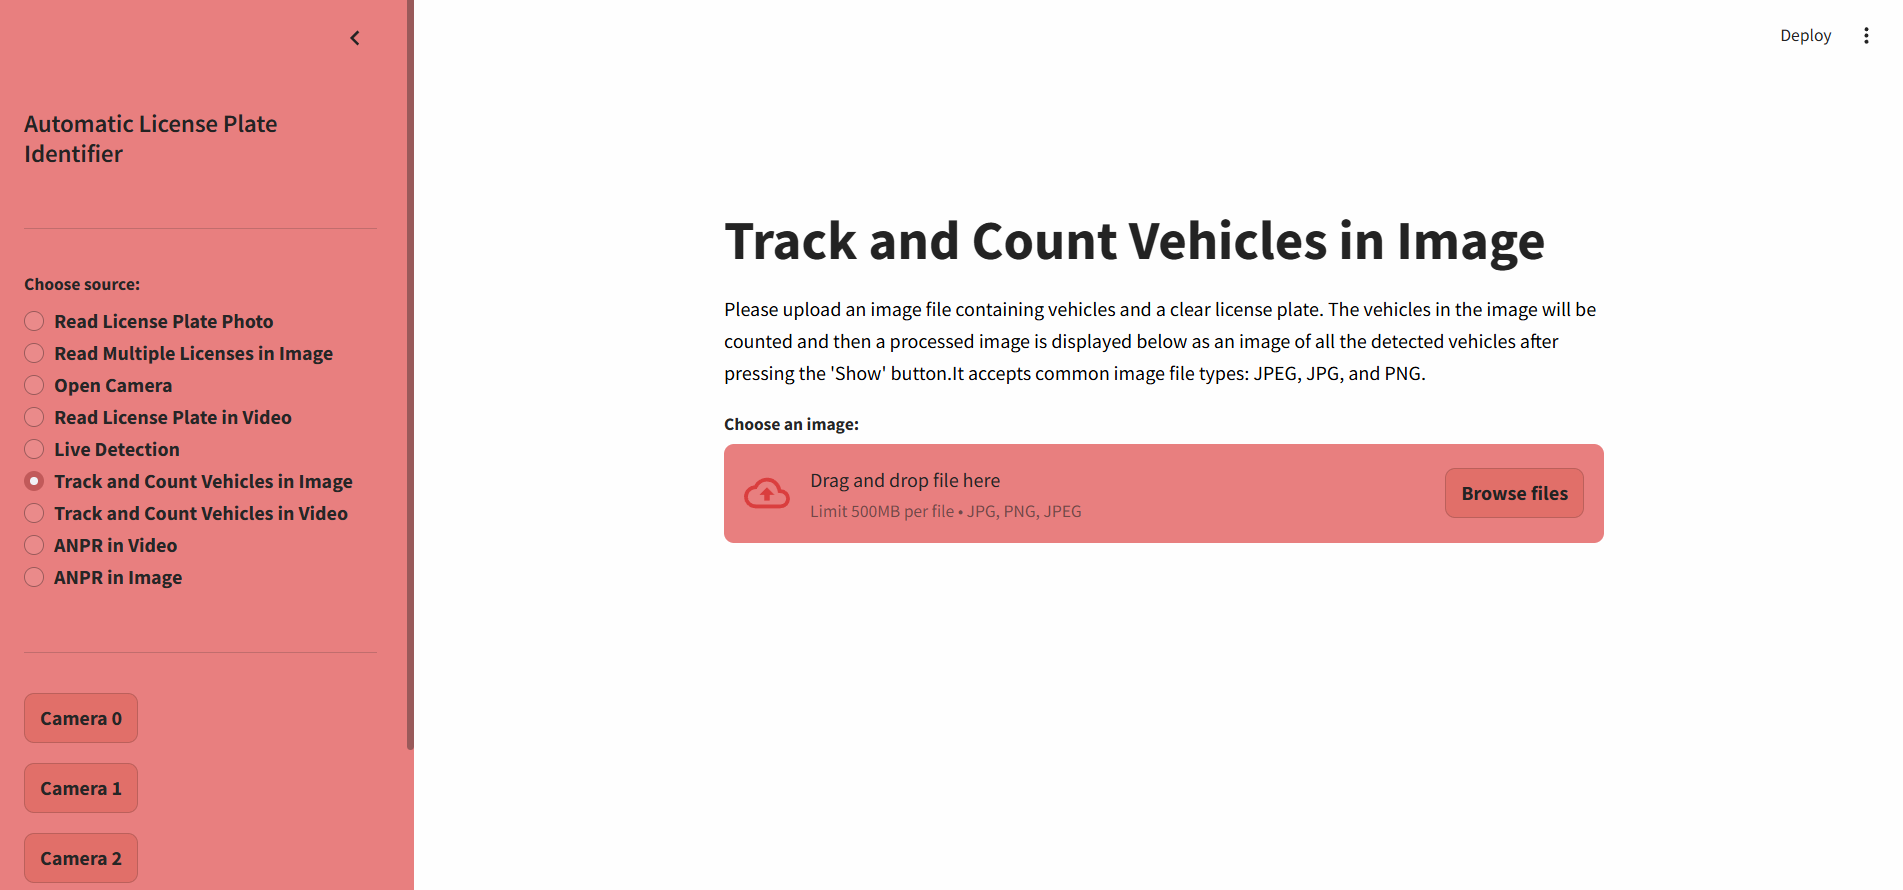 Deploy
Automatic License Plate
Identifier
Choose source:
Read License Plate Photo
Read Multiple Licenses in Image
Open Camera
Read License Plate in Video
Live Detection
Track and Count Vehicles in Image
Track and Count Vehicles in Video
ANPR in Video
ANPR in Image
Camera 0
Camera 1
Camera 2
Track and Count Vehicles in Image
Please upload an image file containing vehicles and a clear license plate. The vehicles in the image will be
counted and then a processed image is displayed below as an image of all the detected vehicles after
pressing the 'Show' button.It accepts common image file types: JPEG, JPG, and PNG.
Choose an image:
Drag and drop file here
Limit 500MB per file • JPG, PNG, JPEG
Browse files